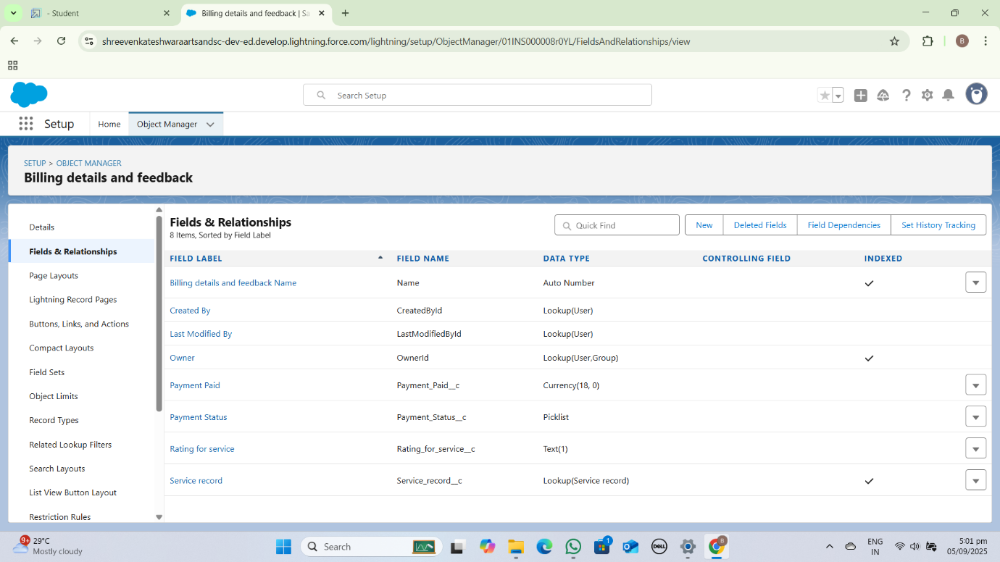 - Student
Billing details and feedback | Sa
shreevenkateshwaraartsandsc-dev-ed.develop.lightning.force.com/lightning/setup/ObjectManager/01INS000008r0YL/FieldsAndRelationships/view
B
Search Setup
Setup
Home
Object Manager
SETUP > OBJECT MANAGER
Billing details and feedback
Details
Fields & Relationships
Page Layouts
Lightning Record Pages
Buttons, Links, and Actions
Compact Layouts
Field Sets
Object Limits
Record Types
Related Lookup Filters
Search Layouts
List View Button Layout
Restriction Rules
Fields & Relationships
8 Items, Sorted by Field Label
Quick Find
New
Deleted Fields
Field Dependencies
Set History Tracking
FIELD LABEL FIELD NAME DATA TYPE CONTROLLING FIELD INDEXED
Billing details and feedback Name Name Auto Number
Created By CreatedById Lookup(User)
Last Modified By LastModifiedById Lookup(User)
Owner OwnerId Lookup(User,Group)
Payment Paid Payment_Paid__c Currency(18, 0)
Payment Status Payment_Status__c Picklist
Rating for service Rating_for_service__c Text(1)
Service record Service_record__c Lookup(Service record)
9+
29°C
Mostly cloudy
Search
1
DELL
B
ENG
IN
5:01 pm
05/09/2025